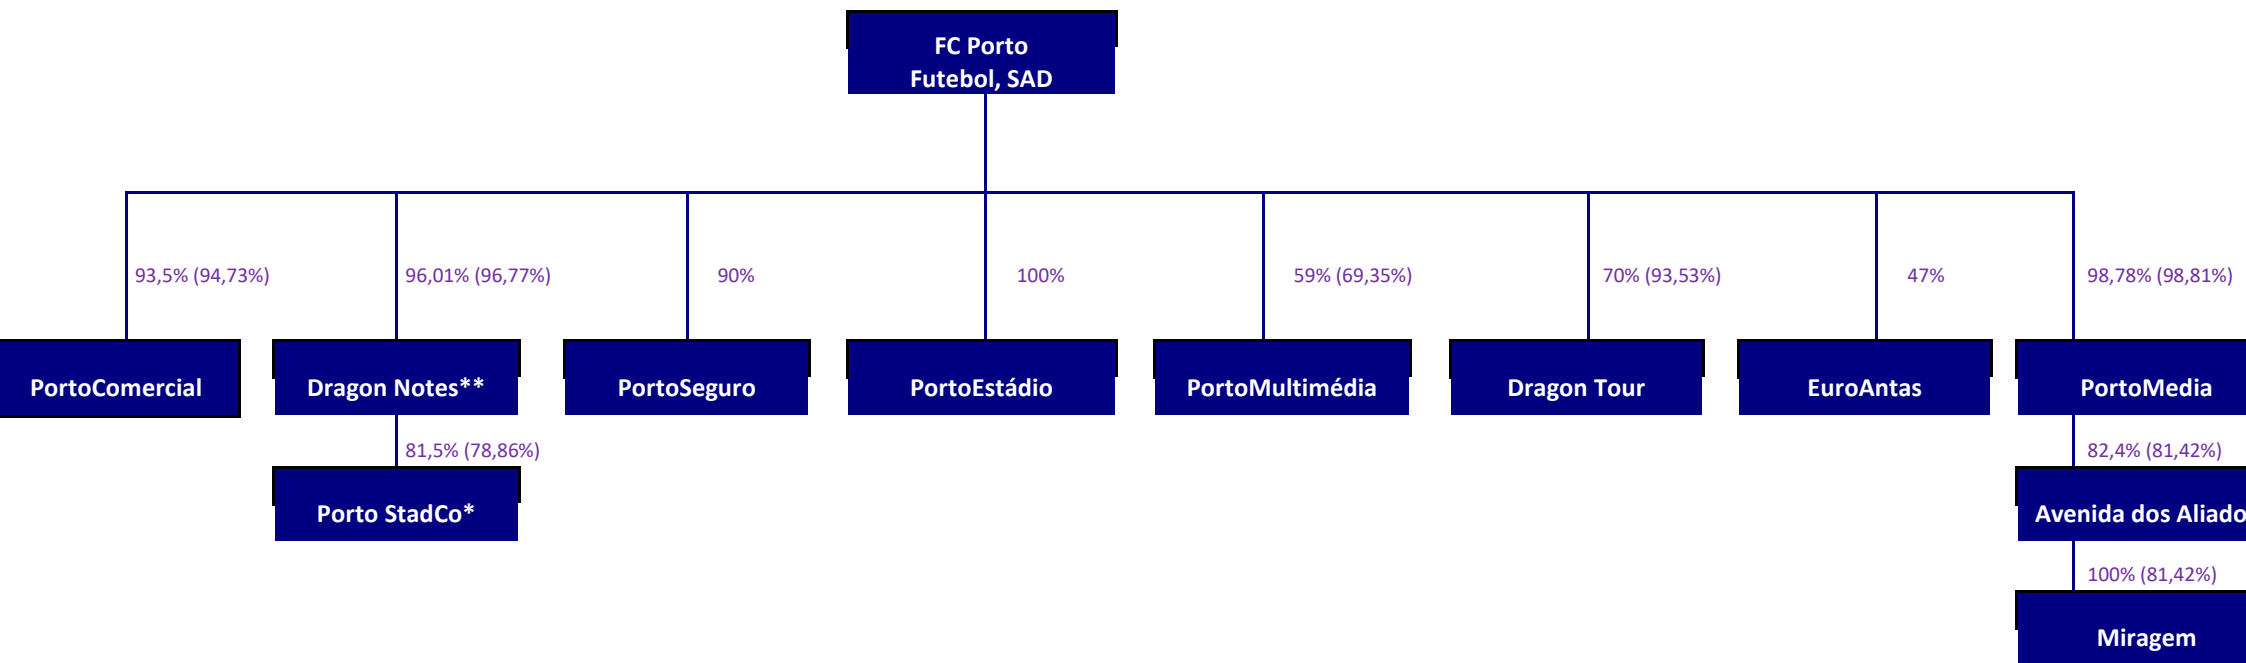 FC Porto
Futebol, SAD
93,5% (94,73%)
96,01% (96,77%)
90%
100%
59% (69,35%)
70% (93,53%)
47%
98,78% (98,81%)
PortoComercial
Dragon Notes**
PortoSeguro
PortoEstádio
PortoMultimédia
Dragon Tour
EuroAntas
PortoMedia
81,5% (78,86%)
82,4% (81,42%)
Porto StadCo*
Avenida dos Aliado
100% (81,42%)
Miragem